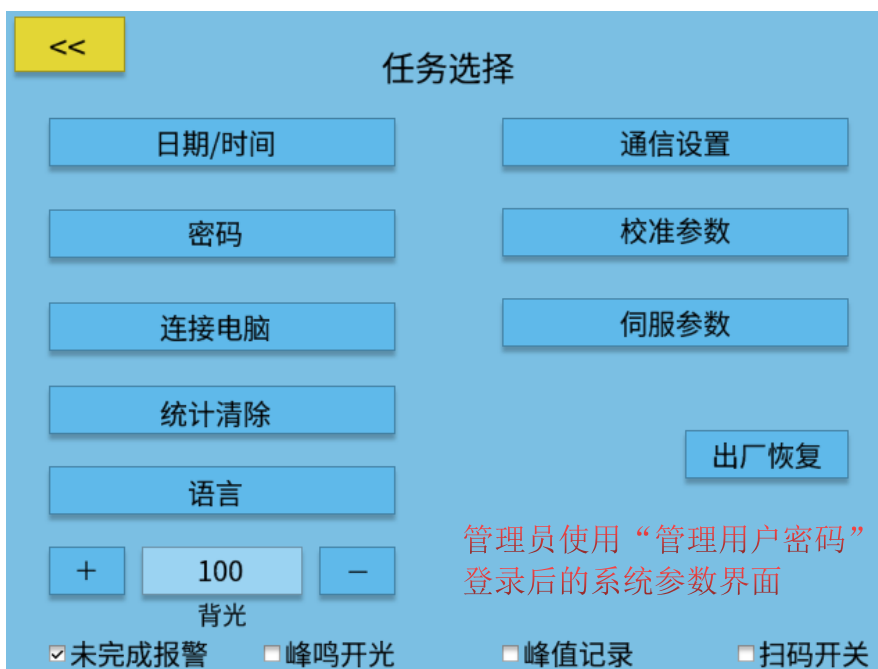 <<
任务选择
日期/时间
通信设置
密码
校准参数
连接电脑
伺服参数
统计清除
出厂恢复
语言
管理员使用“管理用户密码”
登录后的系统参数界面
+ 100 −
背光
未完成报警 峰鸣开光 峰值记录 扫码开关